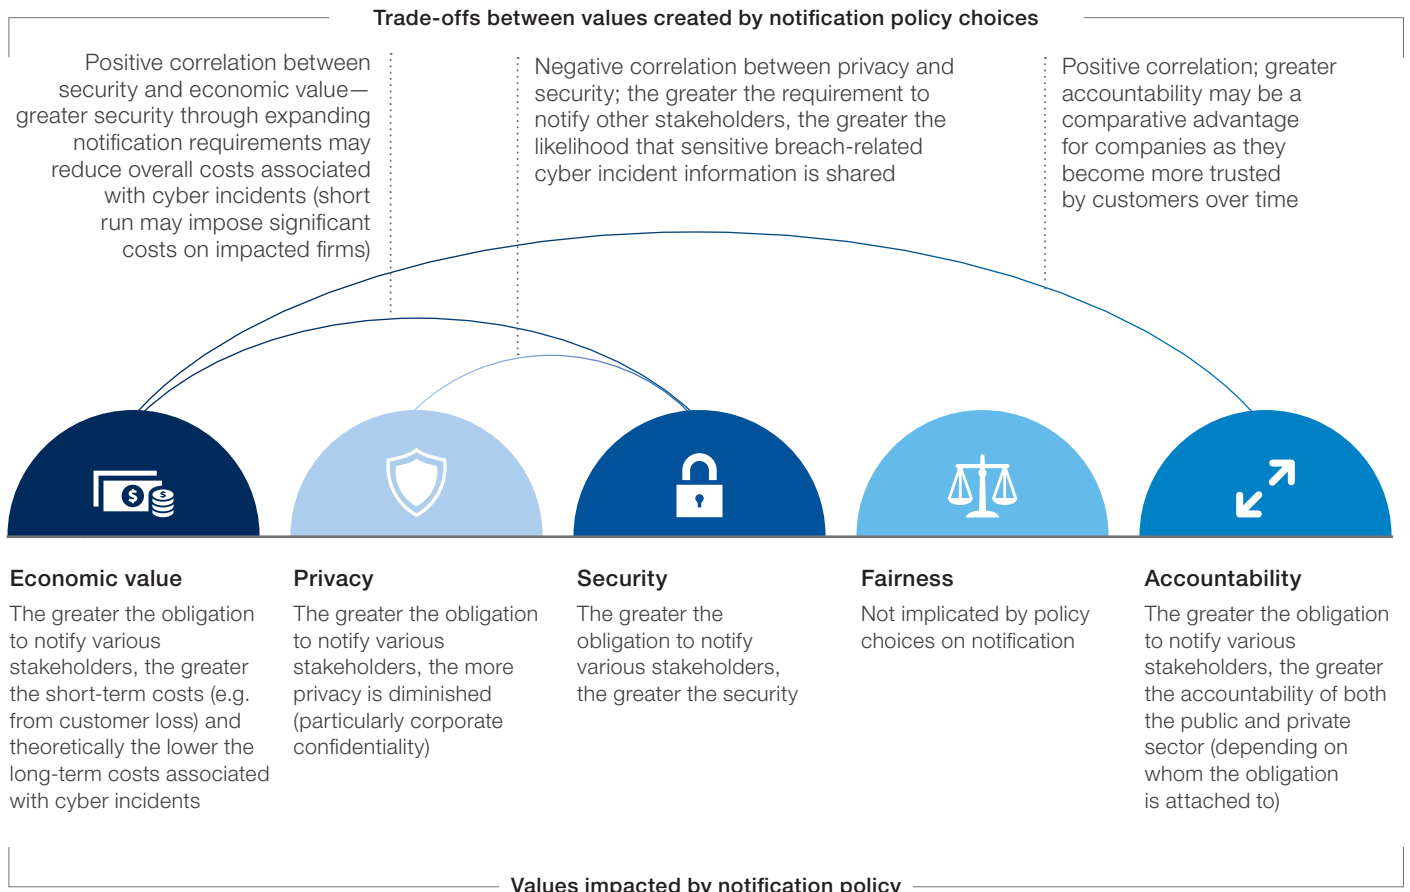 Trade-offs between values created by notification policy choices
Positive correlation between
security and economic value—
greater security through expanding
notification requirements may
reduce overall costs associated
with cyber incidents (short
run may impose significant
costs on impacted firms)
Negative correlation between privacy and
security; the greater the requirement to
notify other stakeholders, the greater the
likelihood that sensitive breach-related
cyber incident information is shared
Positive correlation; greater
accountability may be a
comparative advantage
for companies as they
become more trusted
by customers over time
$
$
Economic value
The greater the obligation
to notify various
stakeholders, the greater
the short-term costs (e.g.
from customer loss) and
theoretically the lower the
long-term costs associated
with cyber incidents
Privacy
The greater the obligation
to notify various
stakeholders, the more
privacy is diminished
(particularly corporate
confidentiality)
Security
The greater the
obligation to notify
various stakeholders,
the greater the security
Fairness
Not implicated by policy
choices on notification
Accountability
The greater the obligation
to notify various
stakeholders, the greater
the accountability of both
the public and private
sector (depending on
whom the obligation
is attached to)
Values impacted by notification policy